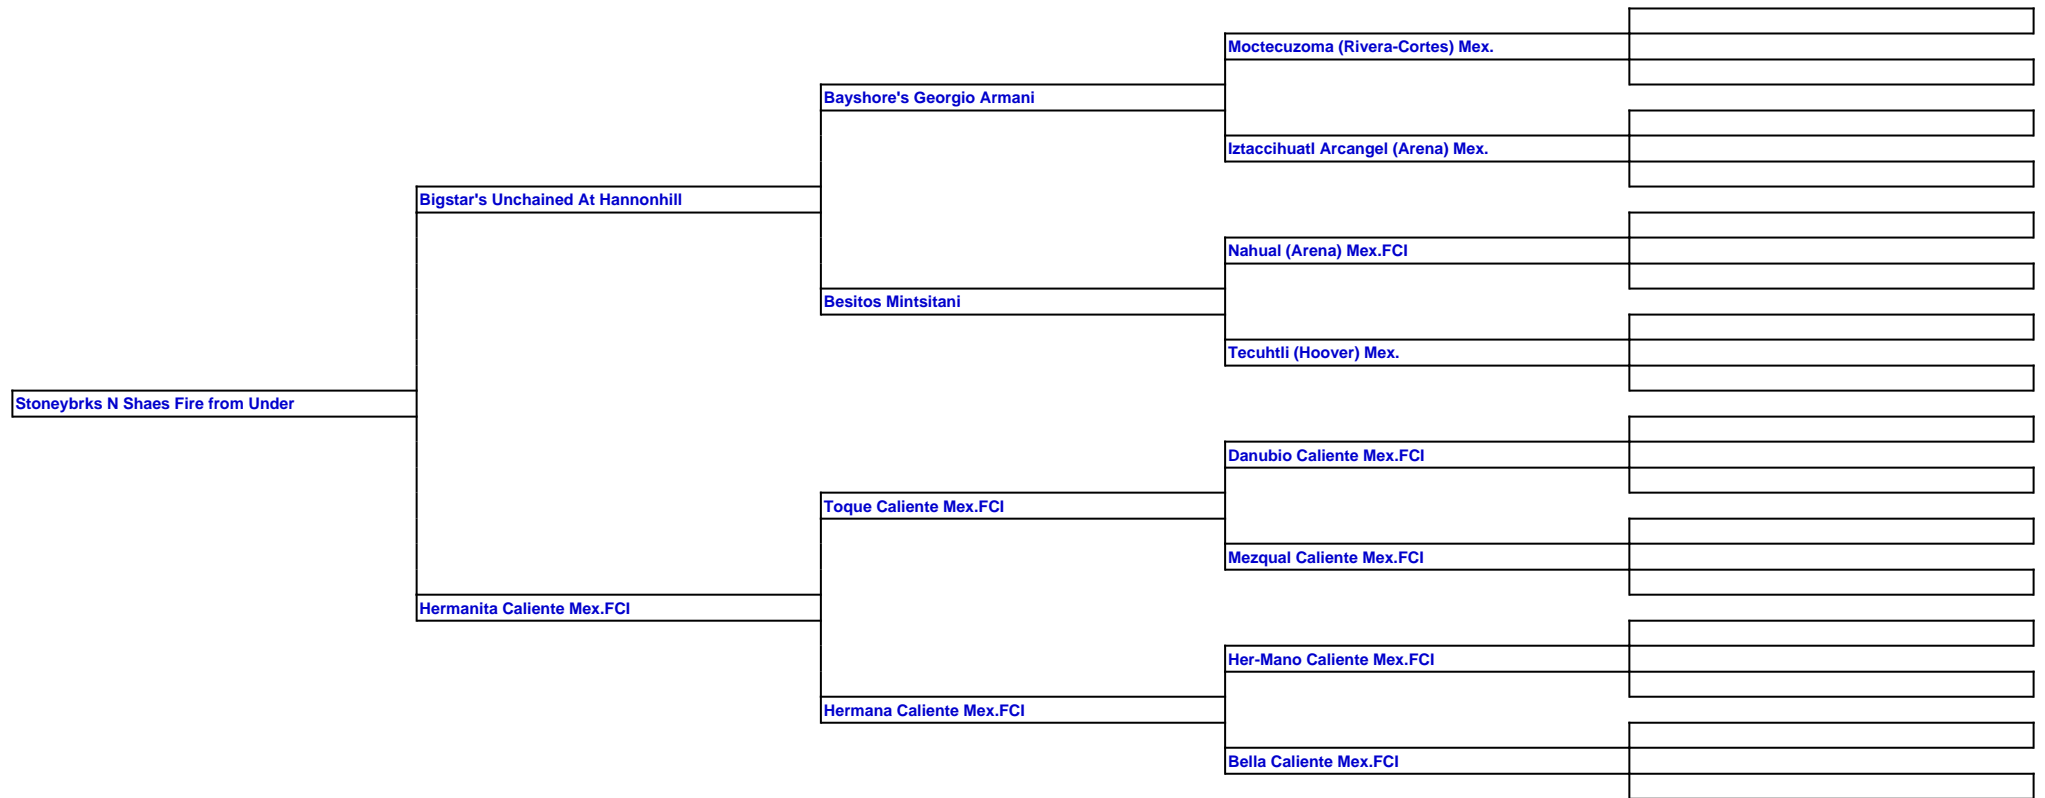 Moctecuzoma (Rivera-Cortes) Mex.
Bayshore's Georgio Armani
Iztaccihuatl Arcangel (Arena) Mex.
Bigstar's Unchained At Hannonhill
Nahual (Arena) Mex.FCI
Besitos Mintsitani
Tecuhtli (Hoover) Mex.
Stoneybrks N Shaes Fire from Under
Danubio Caliente Mex.FCI
Toque Caliente Mex.FCI
Mezqual Caliente Mex.FCI
Hermanita Caliente Mex.FCI
Her-Mano Caliente Mex.FCI
Hermana Caliente Mex.FCI
Bella Caliente Mex.FCI